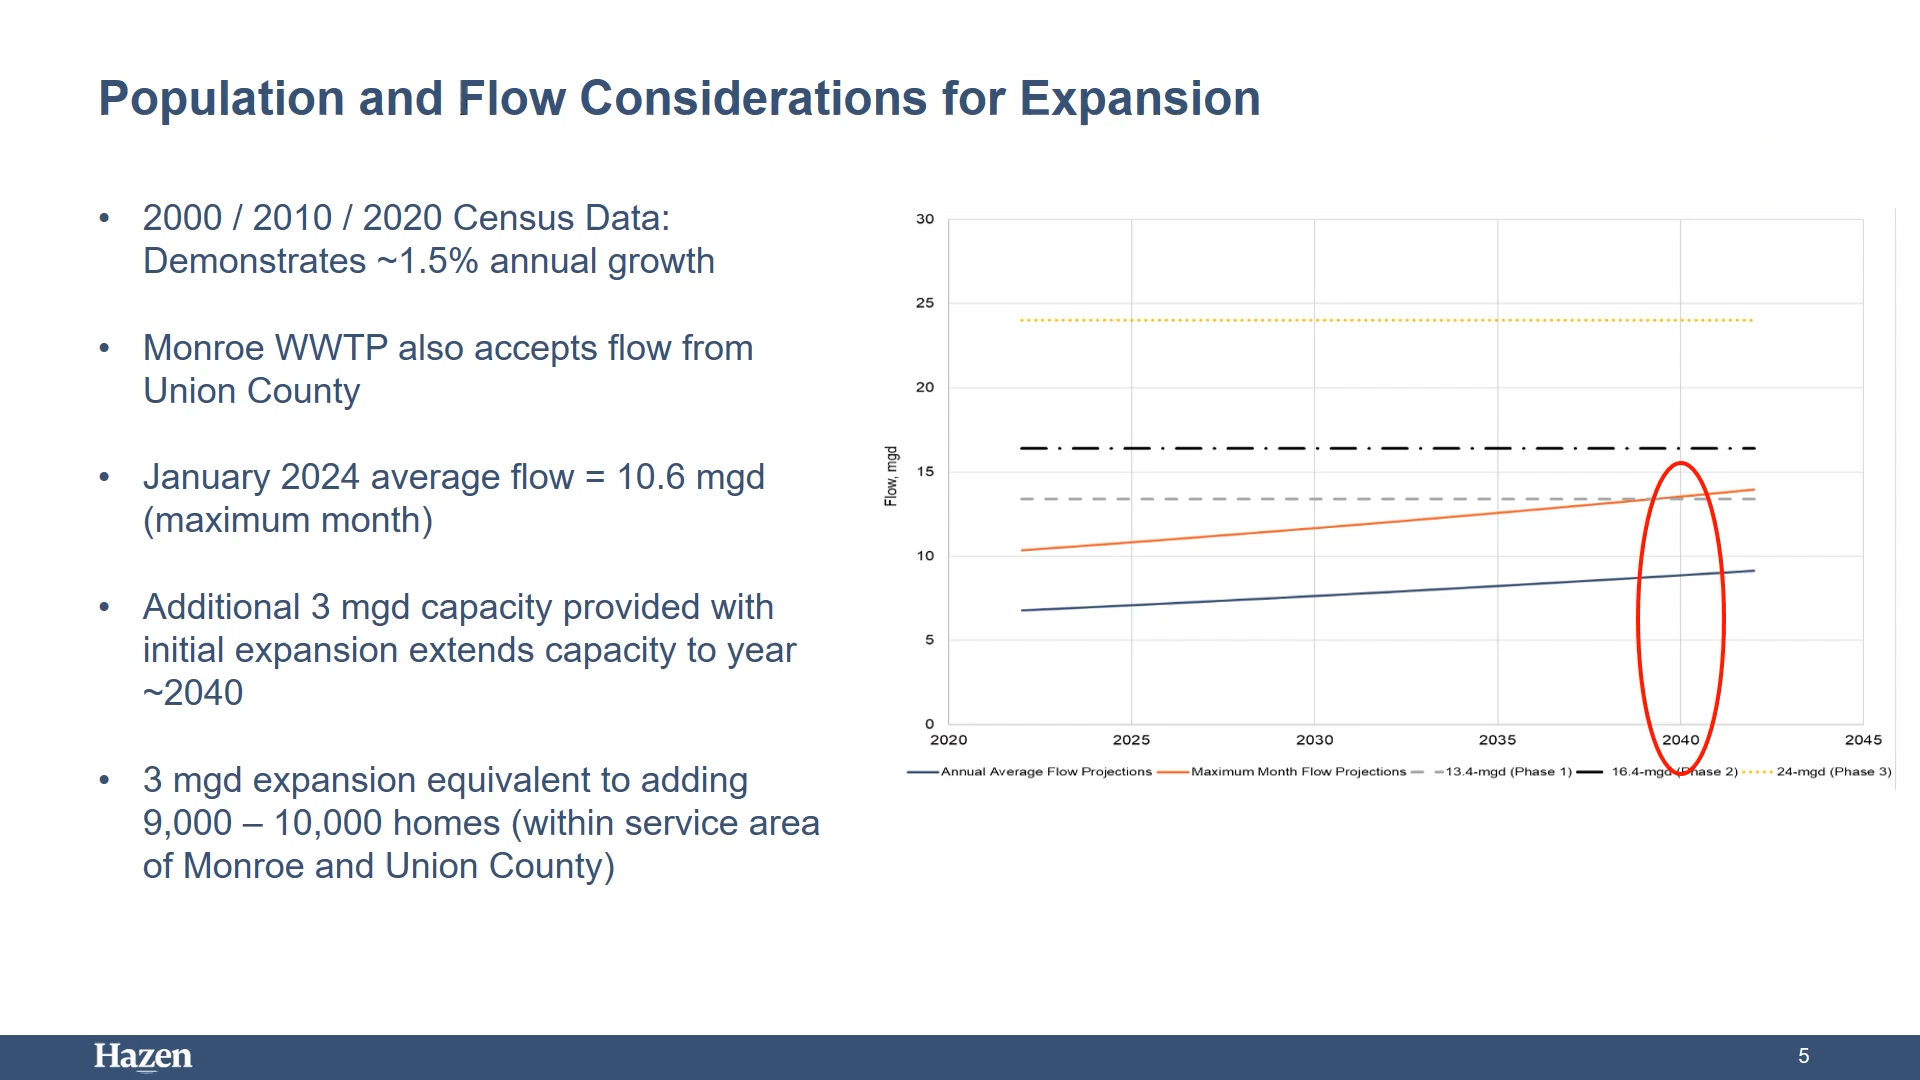 Population and Flow Considerations for Expansion
• 2000 / 2010 / 2020 Census Data:
Demonstrates ~1.5% annual growth
• Monroe WWTP also accepts flow from
Union County
• January 2024 average flow = 10.6 mgd
(maximum month)
• Additional 3 mgd capacity provided with
initial expansion extends capacity to year
~2040
• 3 mgd expansion equivalent to adding
9,000 – 10,000 homes (within service area
of Monroe and Union County)
Flow, mgd
30
25
20
15
10
5
0
2020 2025 2030 2035 2040 2045
Annual Average Flow Projections Maximum Month Flow Projections 13.4-mgd (Phase 1) 16.4-mgd (Phase 2) 24-mgd (Phase 3)
Hazen
5